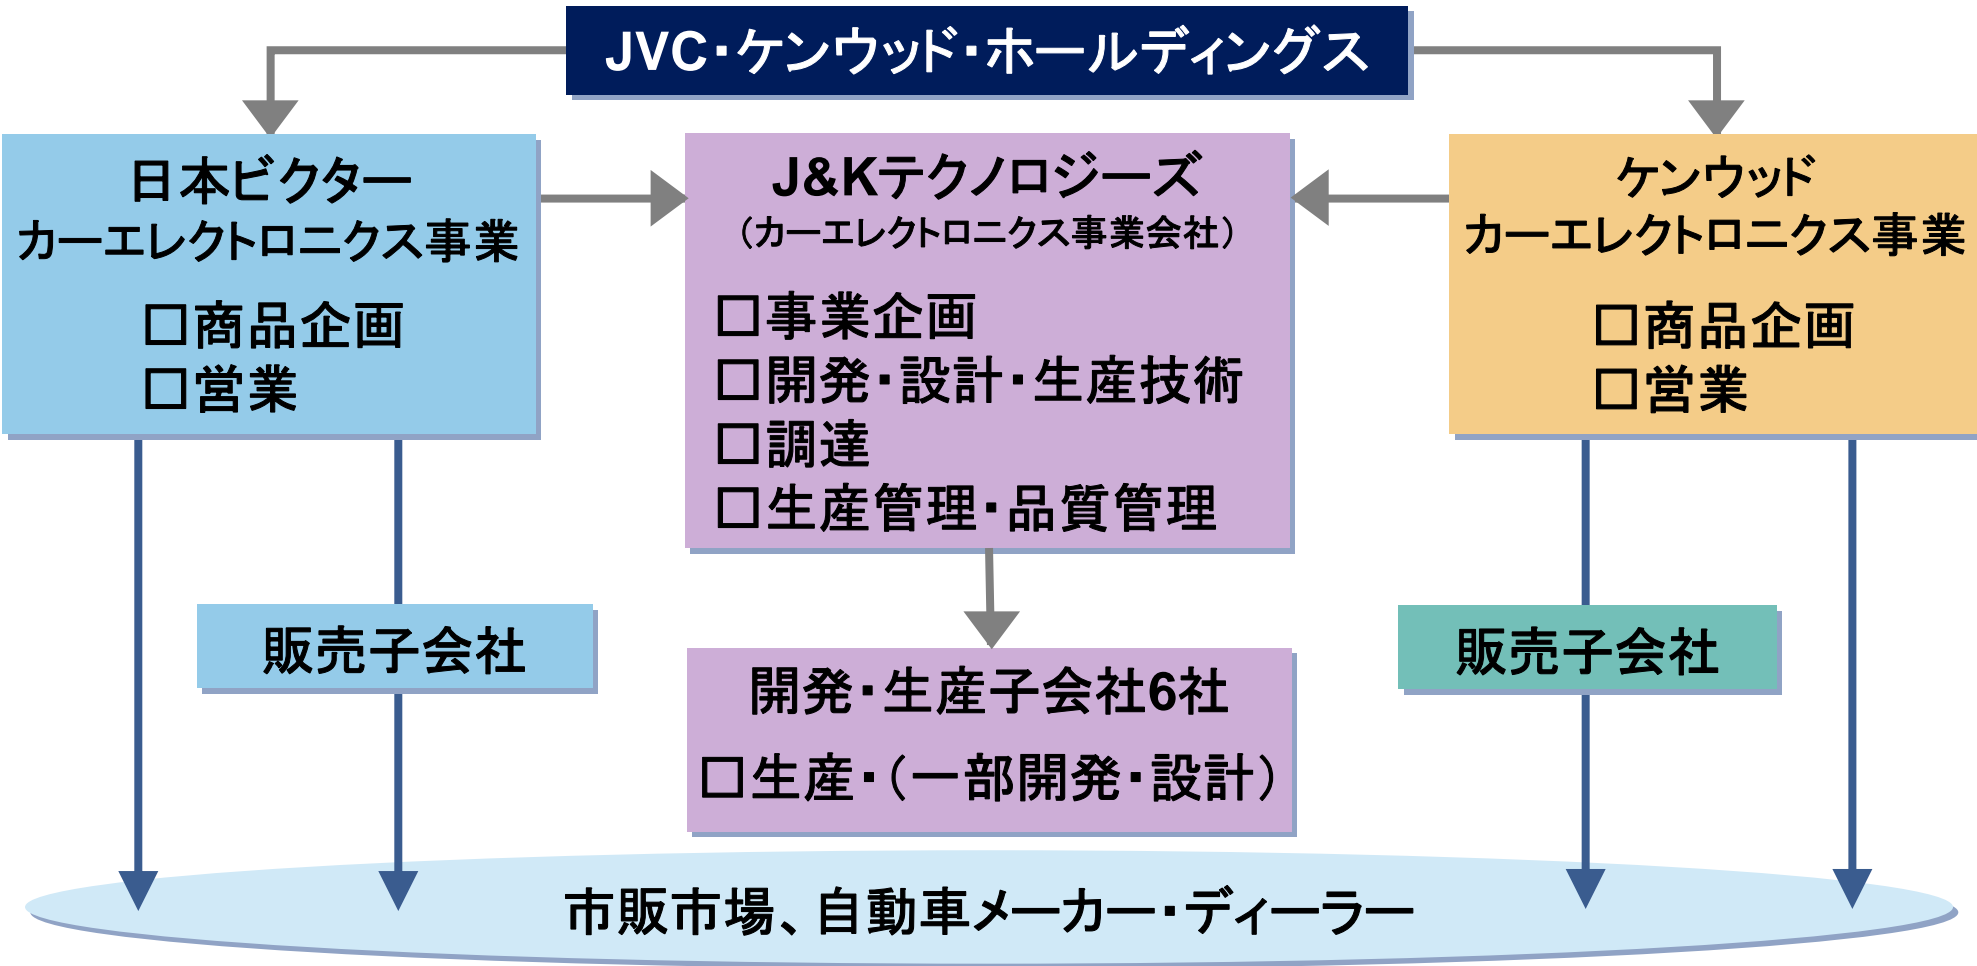 JVC・ケンウッド・ホールディングス
日本ビクター
カーエレクトロニクス事業
□商品企画
□営業
J&Kテクノロジーズ
（カーエレクトロニクス事業会社）
□事業企画
□開発・設計・生産技術
□調達
□生産管理・品質管理
ケンウッド
カーエレクトロニクス事業
□商品企画
□営業
販売子会社
開発・生産子会社6社
□生産・（一部開発・設計）
販売子会社
市販市場、自動車メーカー・ディーラー